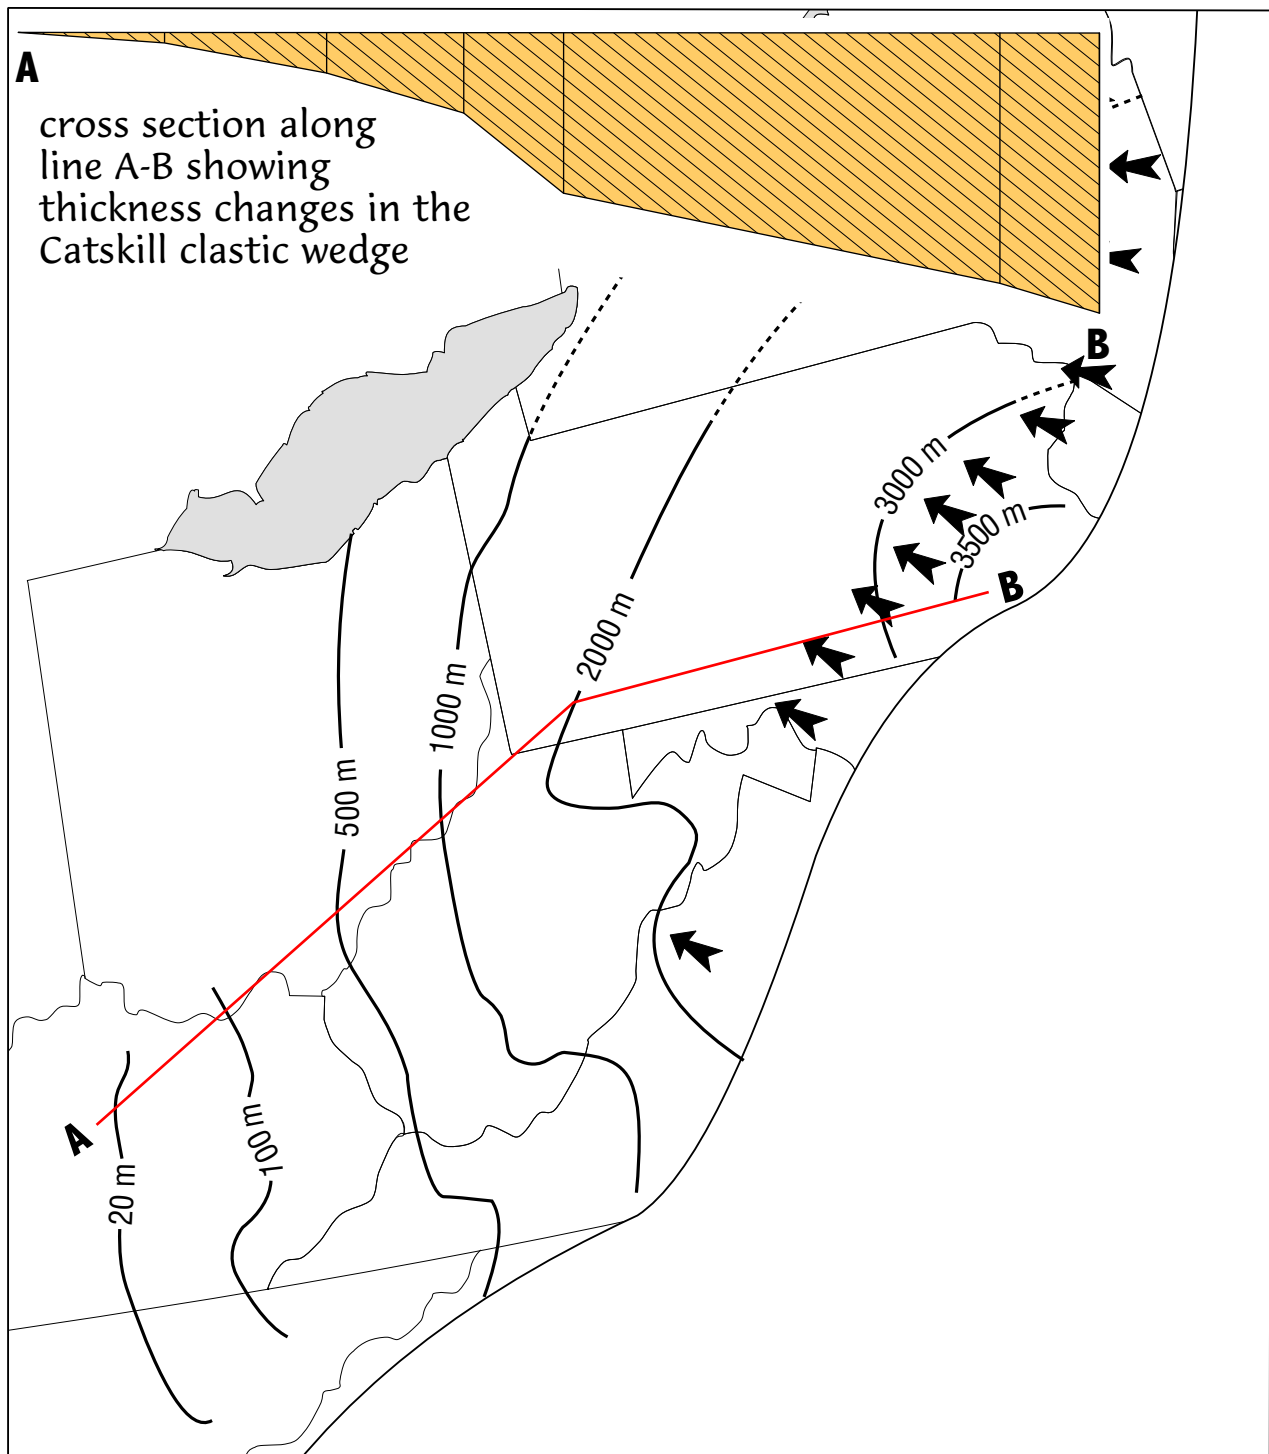 A
cross section along
line A-B showing
thickness changes in the
Catskill clastic wedge
B
3000 m
3500 m
B
2000 m
1000 m
500 m
A
100 m
20 m